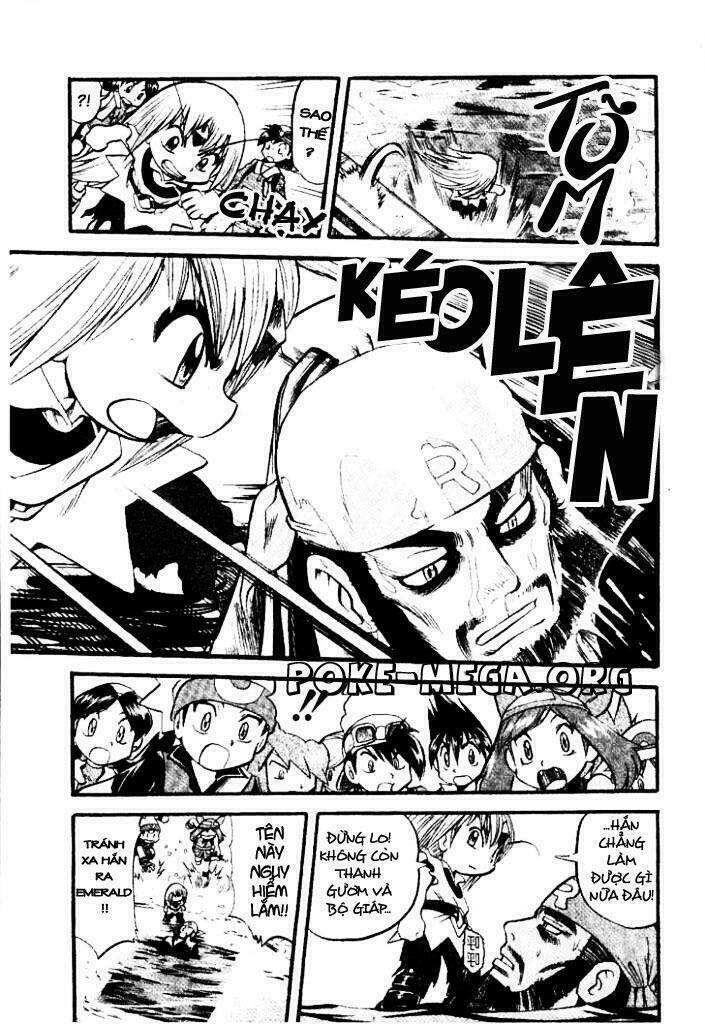 ?!
SAO
THẾ
?
CHẠY
TÕM
KÉO LÊN
R
POKE-MEGA.ORG
!!
TRÁNH
XA HẮN
RA
EMERALD
!!
TÊN
NÀY
NGUY
HIỂM
LẮM!!
ĐỪNG LO!
KHÔNG CÒN
THANH
GƯƠM VÀ
BỘ GIÁP...
...HẮN
CHẲNG
LÀM
ĐƯỢC GÌ
NỮA ĐÂU!
R